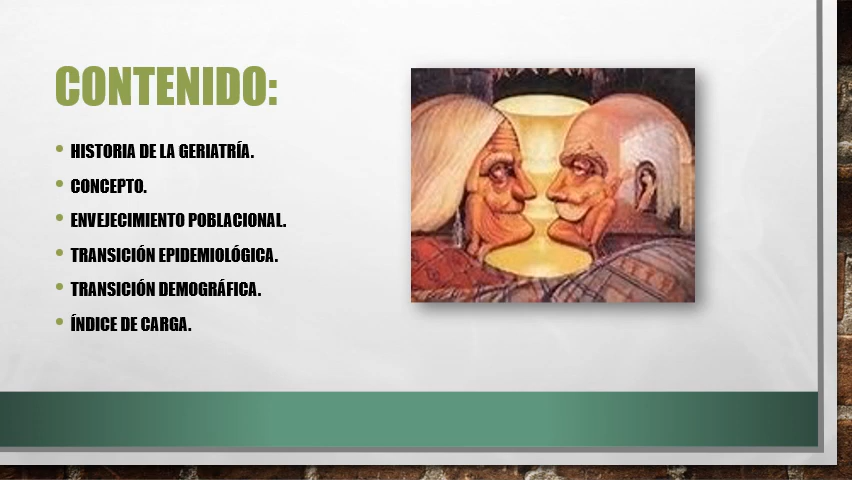 CONTENIDO:
• HISTORIA DE LA GERIATRÍA.
• CONCEPTO.
• ENVEJECIMIENTO POBLACIONAL.
• TRANSICIÓN EPIDEMIOLÓGICA.
• TRANSICIÓN DEMOGRÁFICA.
• ÍNDICE DE CARGA.